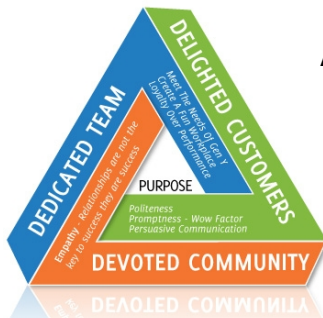 DEDICATED TEAM
DELIGHTED CUSTOMERS
Meet The Needs Of Gen Y
Create A Fun Workplace
Loyalty Over Performance
Empathy - Relationships are not the
key to success they are success
PURPOSE
Politeness
Promptness - Wow Factor
Persuasive Communication
DEVOTED COMMUNITY